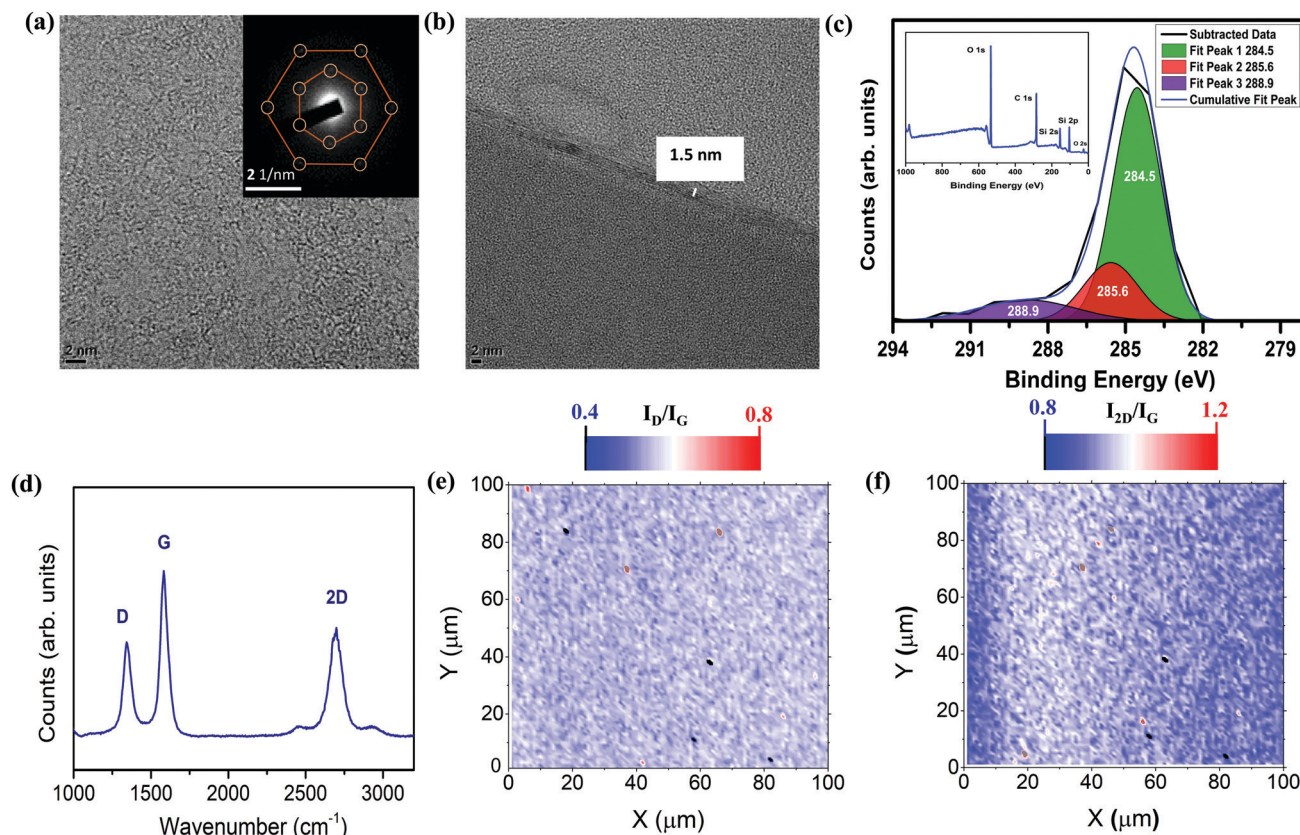 (a)
2 1/nm
2 nm
(b)
1.5 nm
2 nm
(c)
Counts (arb. units)
Subtracted Data
Fit Peak 1 284.5
Fit Peak 2 285.6
Fit Peak 3 288.9
Cumulative Fit Peak
O 1s
C 1s
Si 2s
Si 2p
O 2s
1000 800 600 400 200 0
Binding Energy (eV)
284.5
285.6
288.9
294 291 288 285 282 279
Binding Energy (eV)
(d)
Counts (arb. units)
D
G
2D
1000 1500 2000 2500 3000
Wavenumber (cm-1)
0.4 ID/IG 0.8
(e)
Y (μm)
100
80
60
40
20
0
0 20 40 60 80 100
X (μm)
0.8 I2D/IG 1.2
(f)
Y (μm)
100
80
60
40
20
0
0 20 40 60 80 100
X (μm)